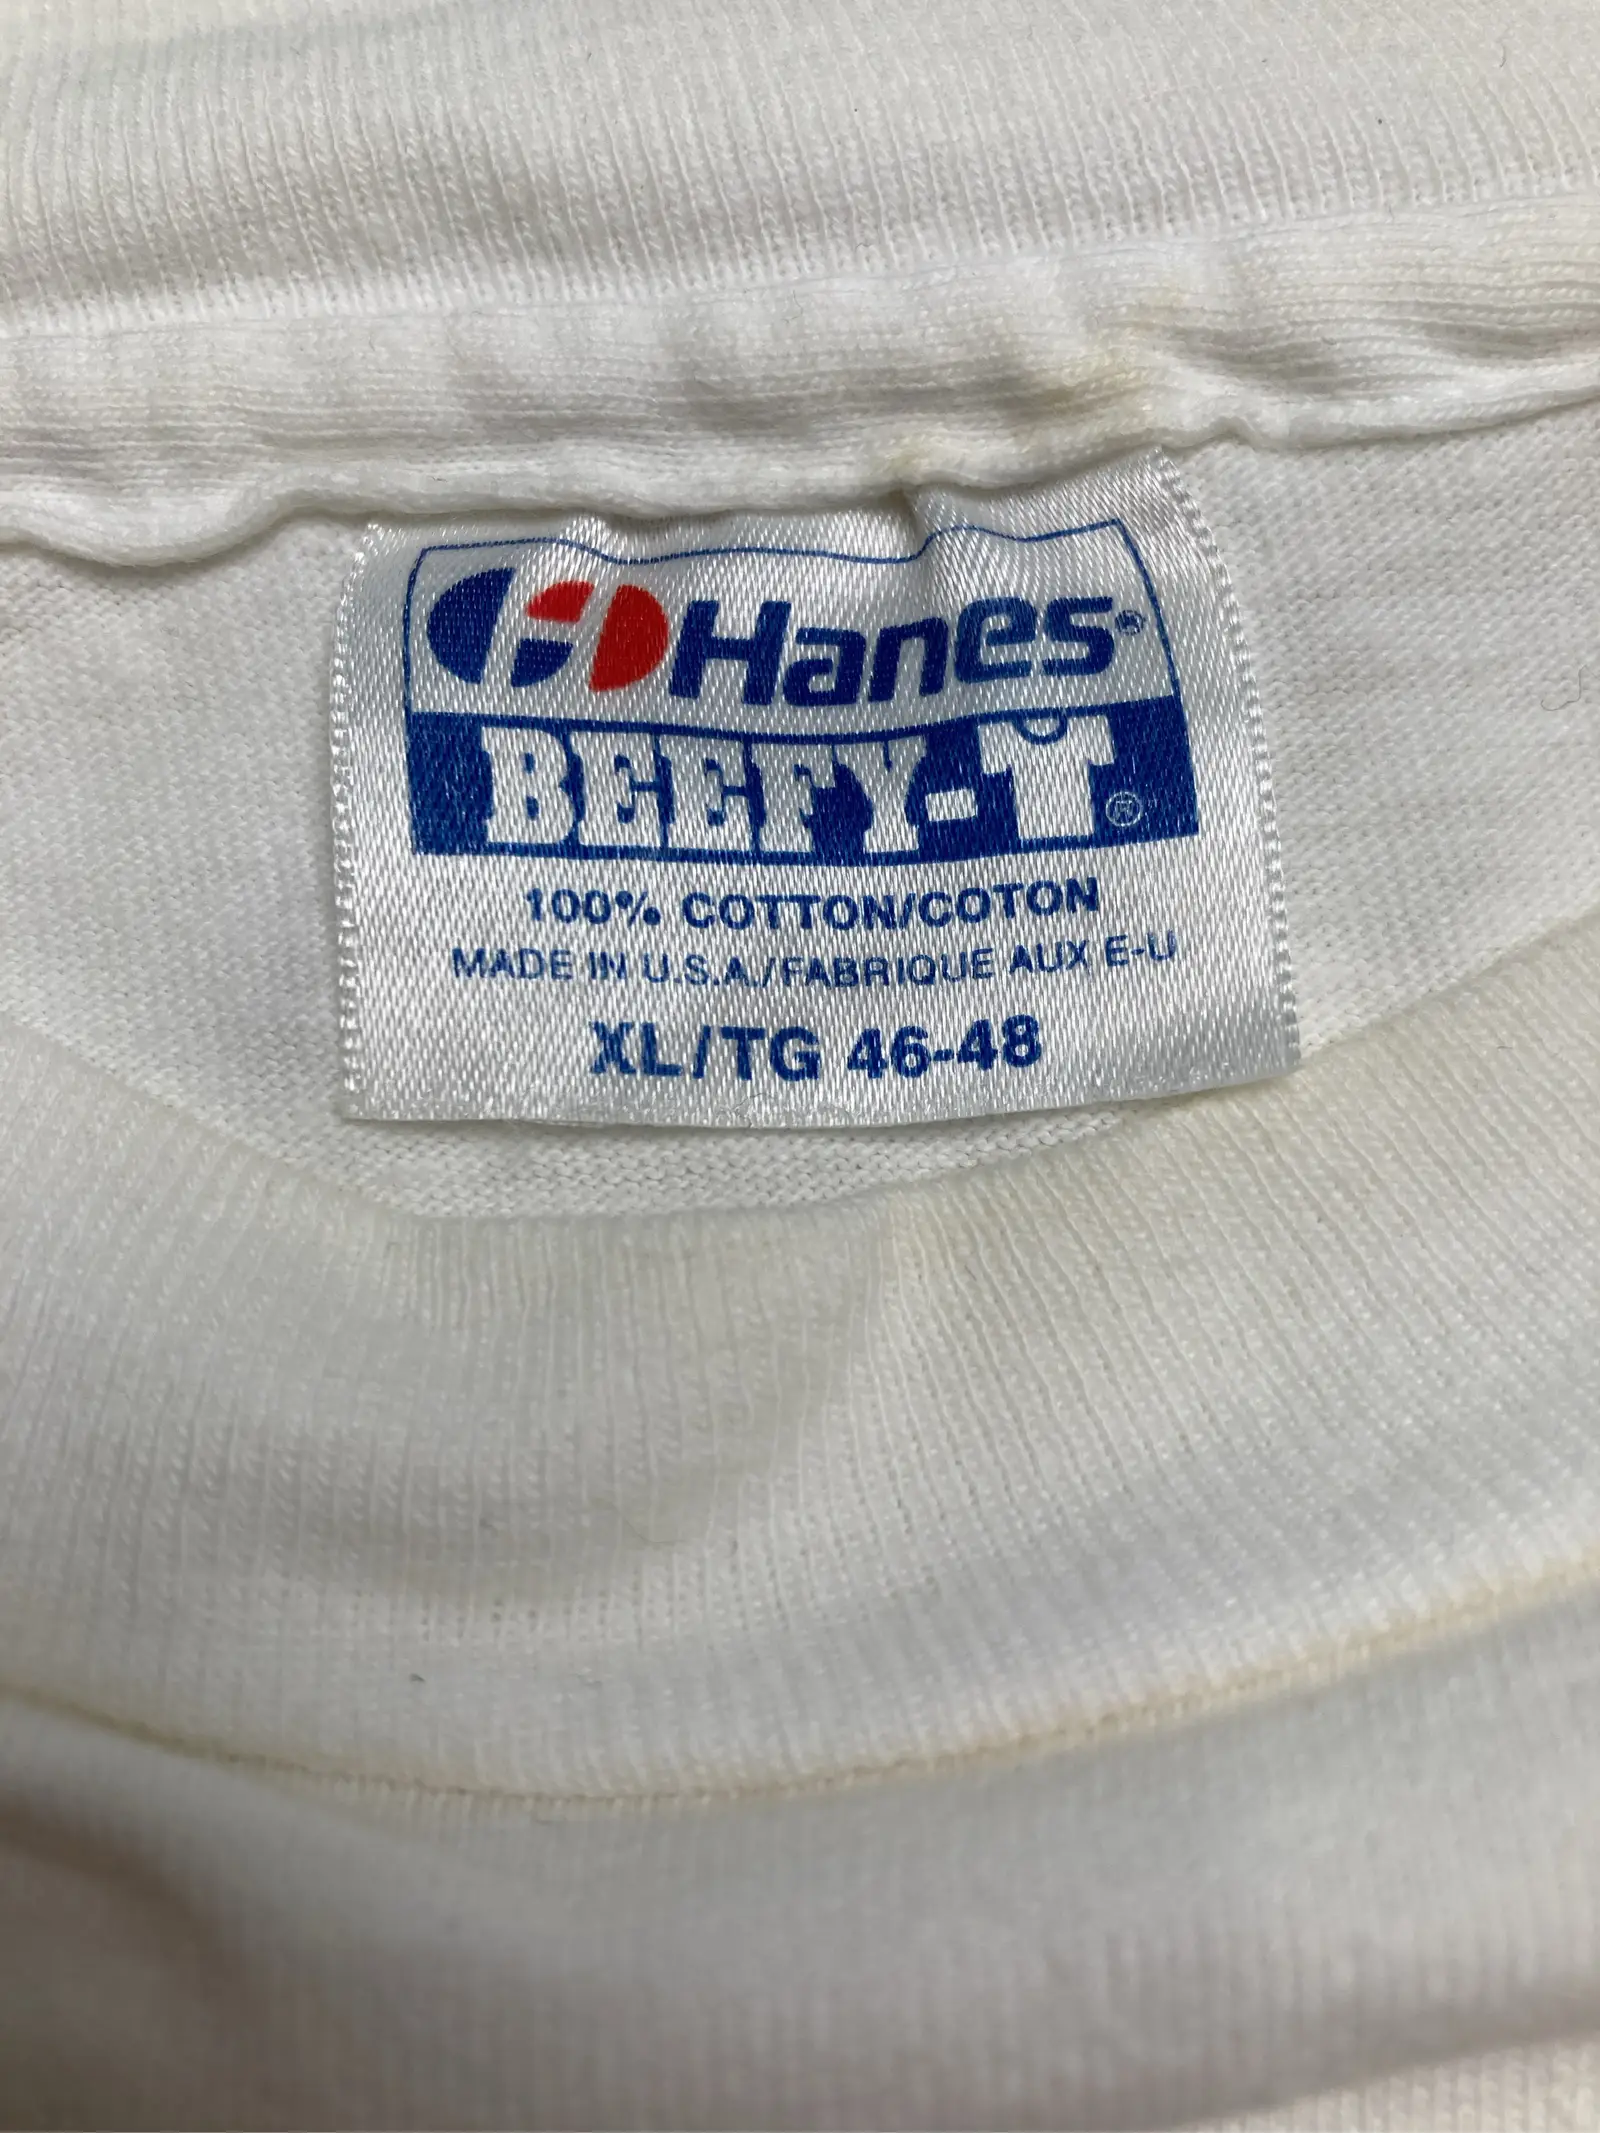 Hanes®
BEEFY-T®
100% COTTON/COTON
MADE IN U.S.A./FABRIQUE AUX E-U
XL/TG 46-48